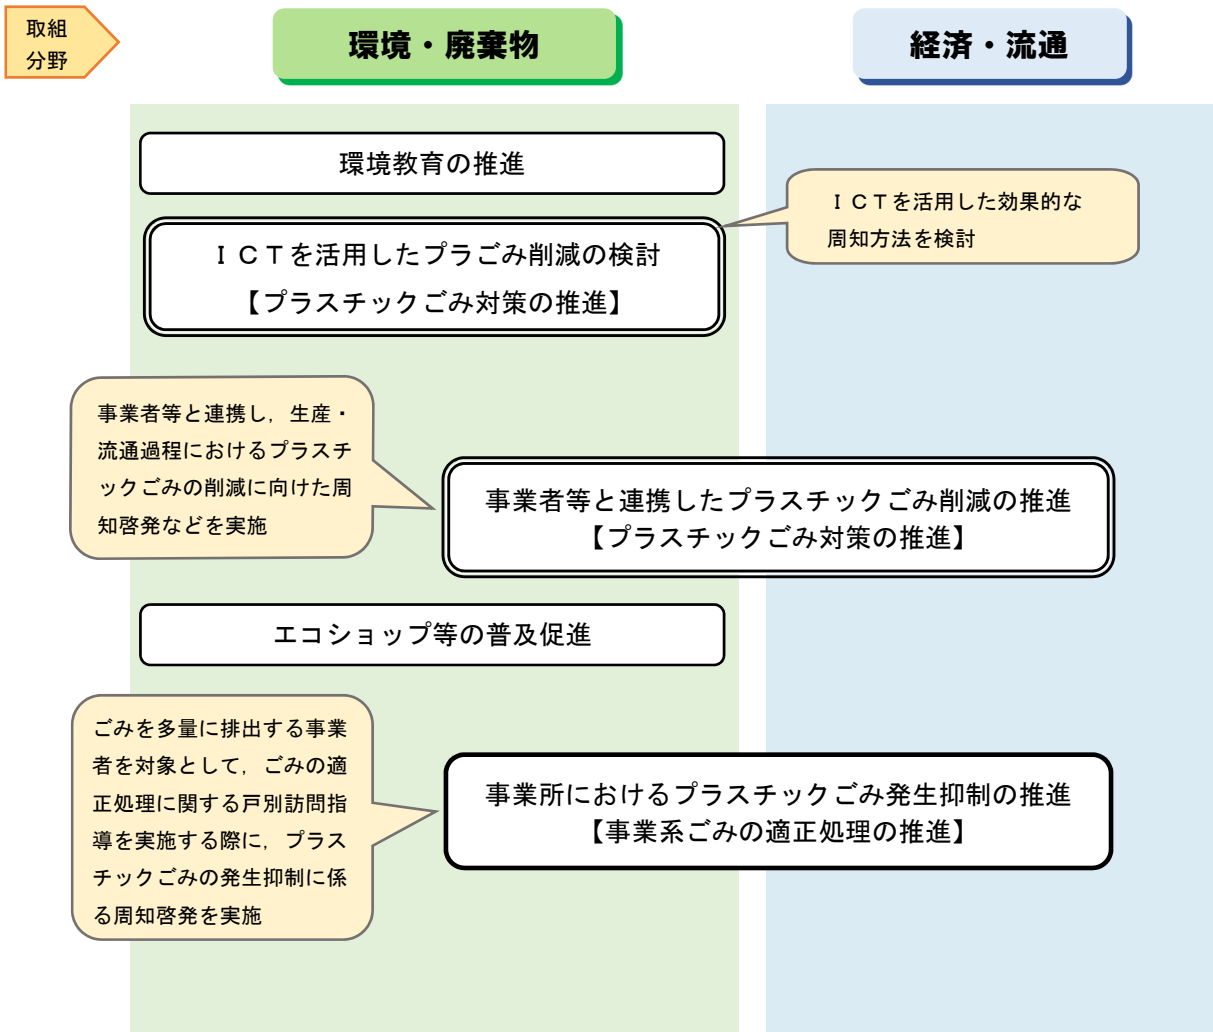 取組
分野
環境・廃棄物
経済・流通
環境教育の推進
ＩＣＴを活用した効果的な
周知方法を検討
ＩＣＴを活用したプラごみ削減の検討
【プラスチックごみ対策の推進】
事業者等と連携し，生産・
流通過程におけるプラスチ
ックごみの削減に向けた周
知啓発などを実施
事業者等と連携したプラスチックごみ削減の推進
【プラスチックごみ対策の推進】
エコショップ等の普及促進
ごみを多量に排出する事業
者を対象として，ごみの適
正処理に関する戸別訪問指
導を実施する際に，プラス
チックごみの発生抑制に係
る周知啓発を実施
事業所におけるプラスチックごみ発生抑制の推進
【事業系ごみの適正処理の推進】